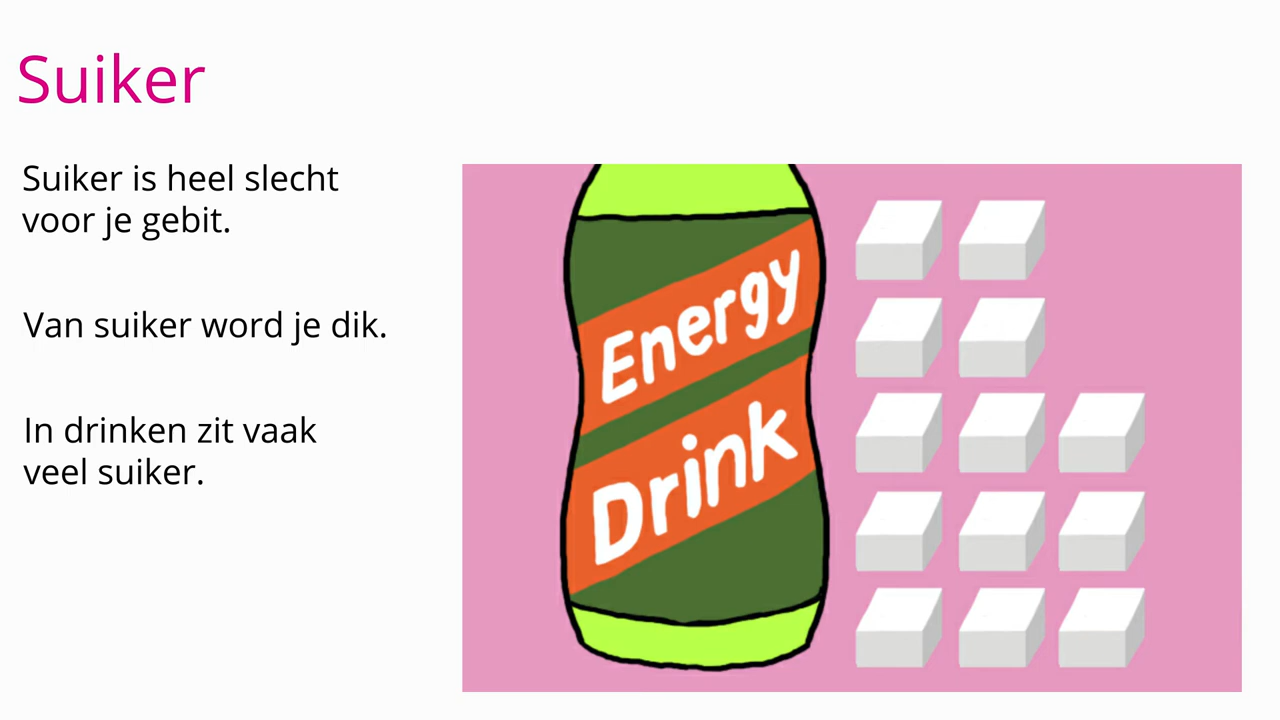 Suiker
Suiker is heel slecht
voor je gebit.
Van suiker word je dik.
In drinken zit vaak
veel suiker.
Energy
Drink